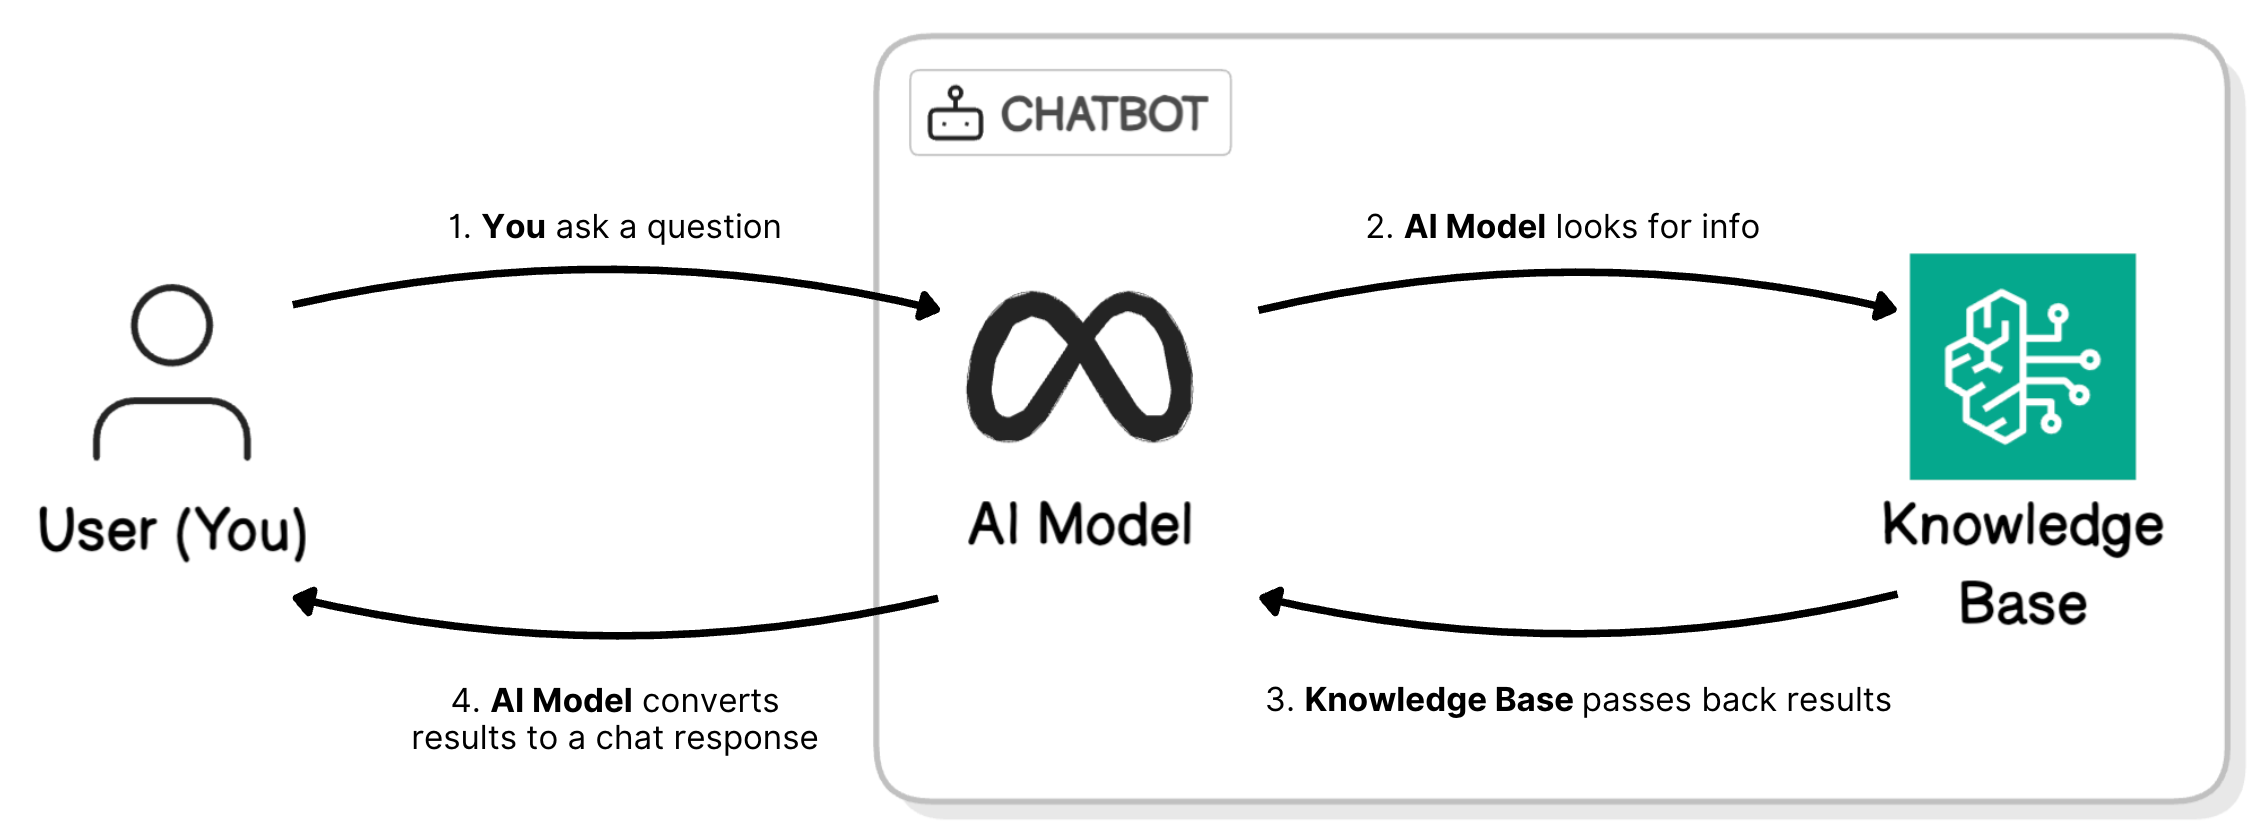 CHATBOT
1. You ask a question
2. AI Model looks for info
User (You)
AI Model
Knowledge
Base
4. AI Model converts
results to a chat response
3. Knowledge Base passes back results